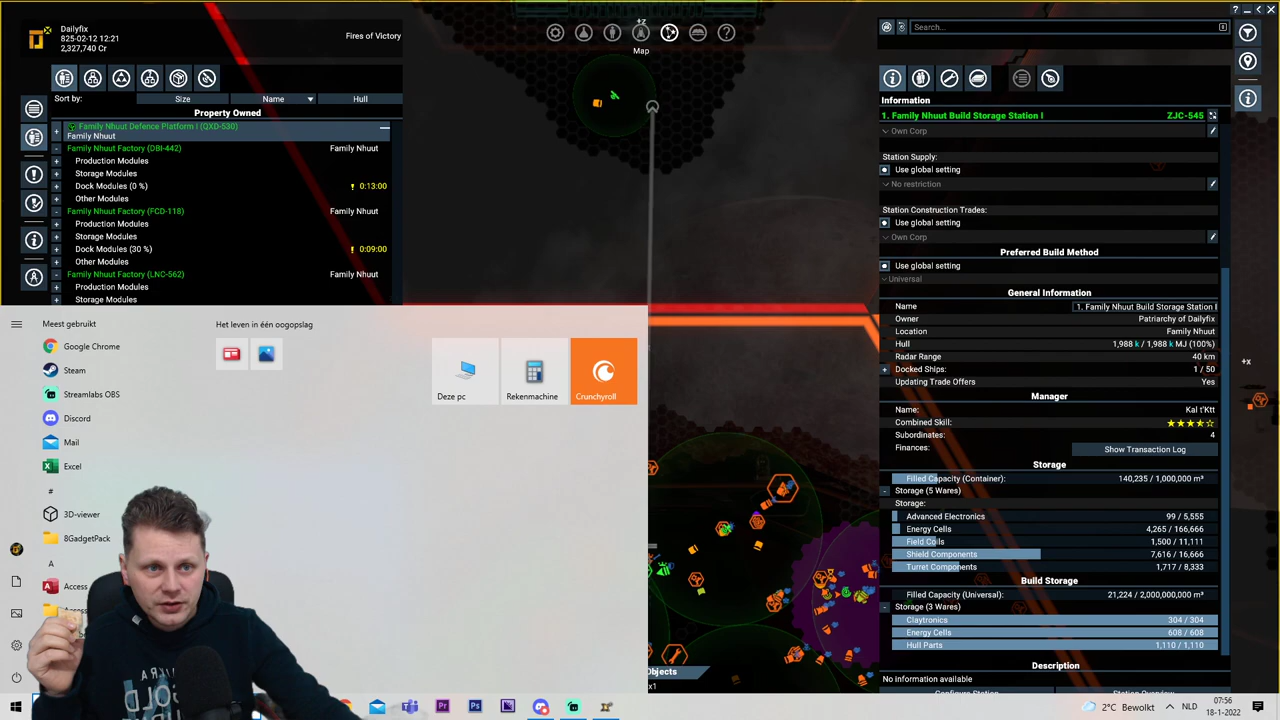 Dailyfix
825-02-12 12:21
2,327,740 Cr
Fires of Victory
Sort by:
Size
Name
Hull
Property Owned
Family Nhuut Defence Platform I (QXD-530)
Family Nhuut
Family Nhuut Factory (DBI-442)
Family Nhuut
Production Modules
Storage Modules
Dock Modules (0 %)
! 0:13:00
Other Modules
Family Nhuut Factory (FCD-118)
Family Nhuut
Production Modules
Storage Modules
Dock Modules (30 %)
! 0:09:00
Other Modules
Family Nhuut Factory (LNC-562)
Family Nhuut
Production Modules
Storage Modules
+z
Map
+x
Search...
Information
1. Family Nhuut Build Storage Station I
ZJC-545
Own Corp
Station Supply:
Use global setting
No restriction
Station Construction Trades:
Use global setting
Own Corp
Preferred Build Method
Use global setting
Universal
General Information
Name
1. Family Nhuut Build Storage Station I
Owner
Patriarchy of Dailyfix
Location
Family Nhuut
Hull
1,988 k / 1,988 k MJ (100%)
Radar Range
40 km
Docked Ships:
1 / 50
Updating Trade Offers
Yes
Manager
Name:
Kal t'Ktt
Combined Skill:
Subordinates:
4
Finances:
Show Transaction Log
Storage
Filled Capacity (Container):
140,235 / 1,000,000 m³
Storage (5 Wares)
Storage:
Advanced Electronics
99 / 5,555
Energy Cells
4,265 / 166,666
Field Coils
1,500 / 11,111
Shield Components
7,616 / 16,666
Turret Components
1,717 / 8,333
Build Storage
Filled Capacity (Universal):
21,224 / 2,000,000,000 m³
Storage (3 Wares)
Claytronics
304 / 304
Energy Cells
608 / 608
Hull Parts
1,110 / 1,110
Description
No information available
Configure Station
Station Overview
Meest gebruikt
Google Chrome
Steam
Streamlabs OBS
Discord
Mail
Excel
#
3D-viewer
8GadgetPack
A
Access
Het leven in één oogopslag
Deze pc
Rekenmachine
Crunchyroll
Objects
x1
Pr
Ps
2°C Bewolkt
NLD
07:56
18-1-2022